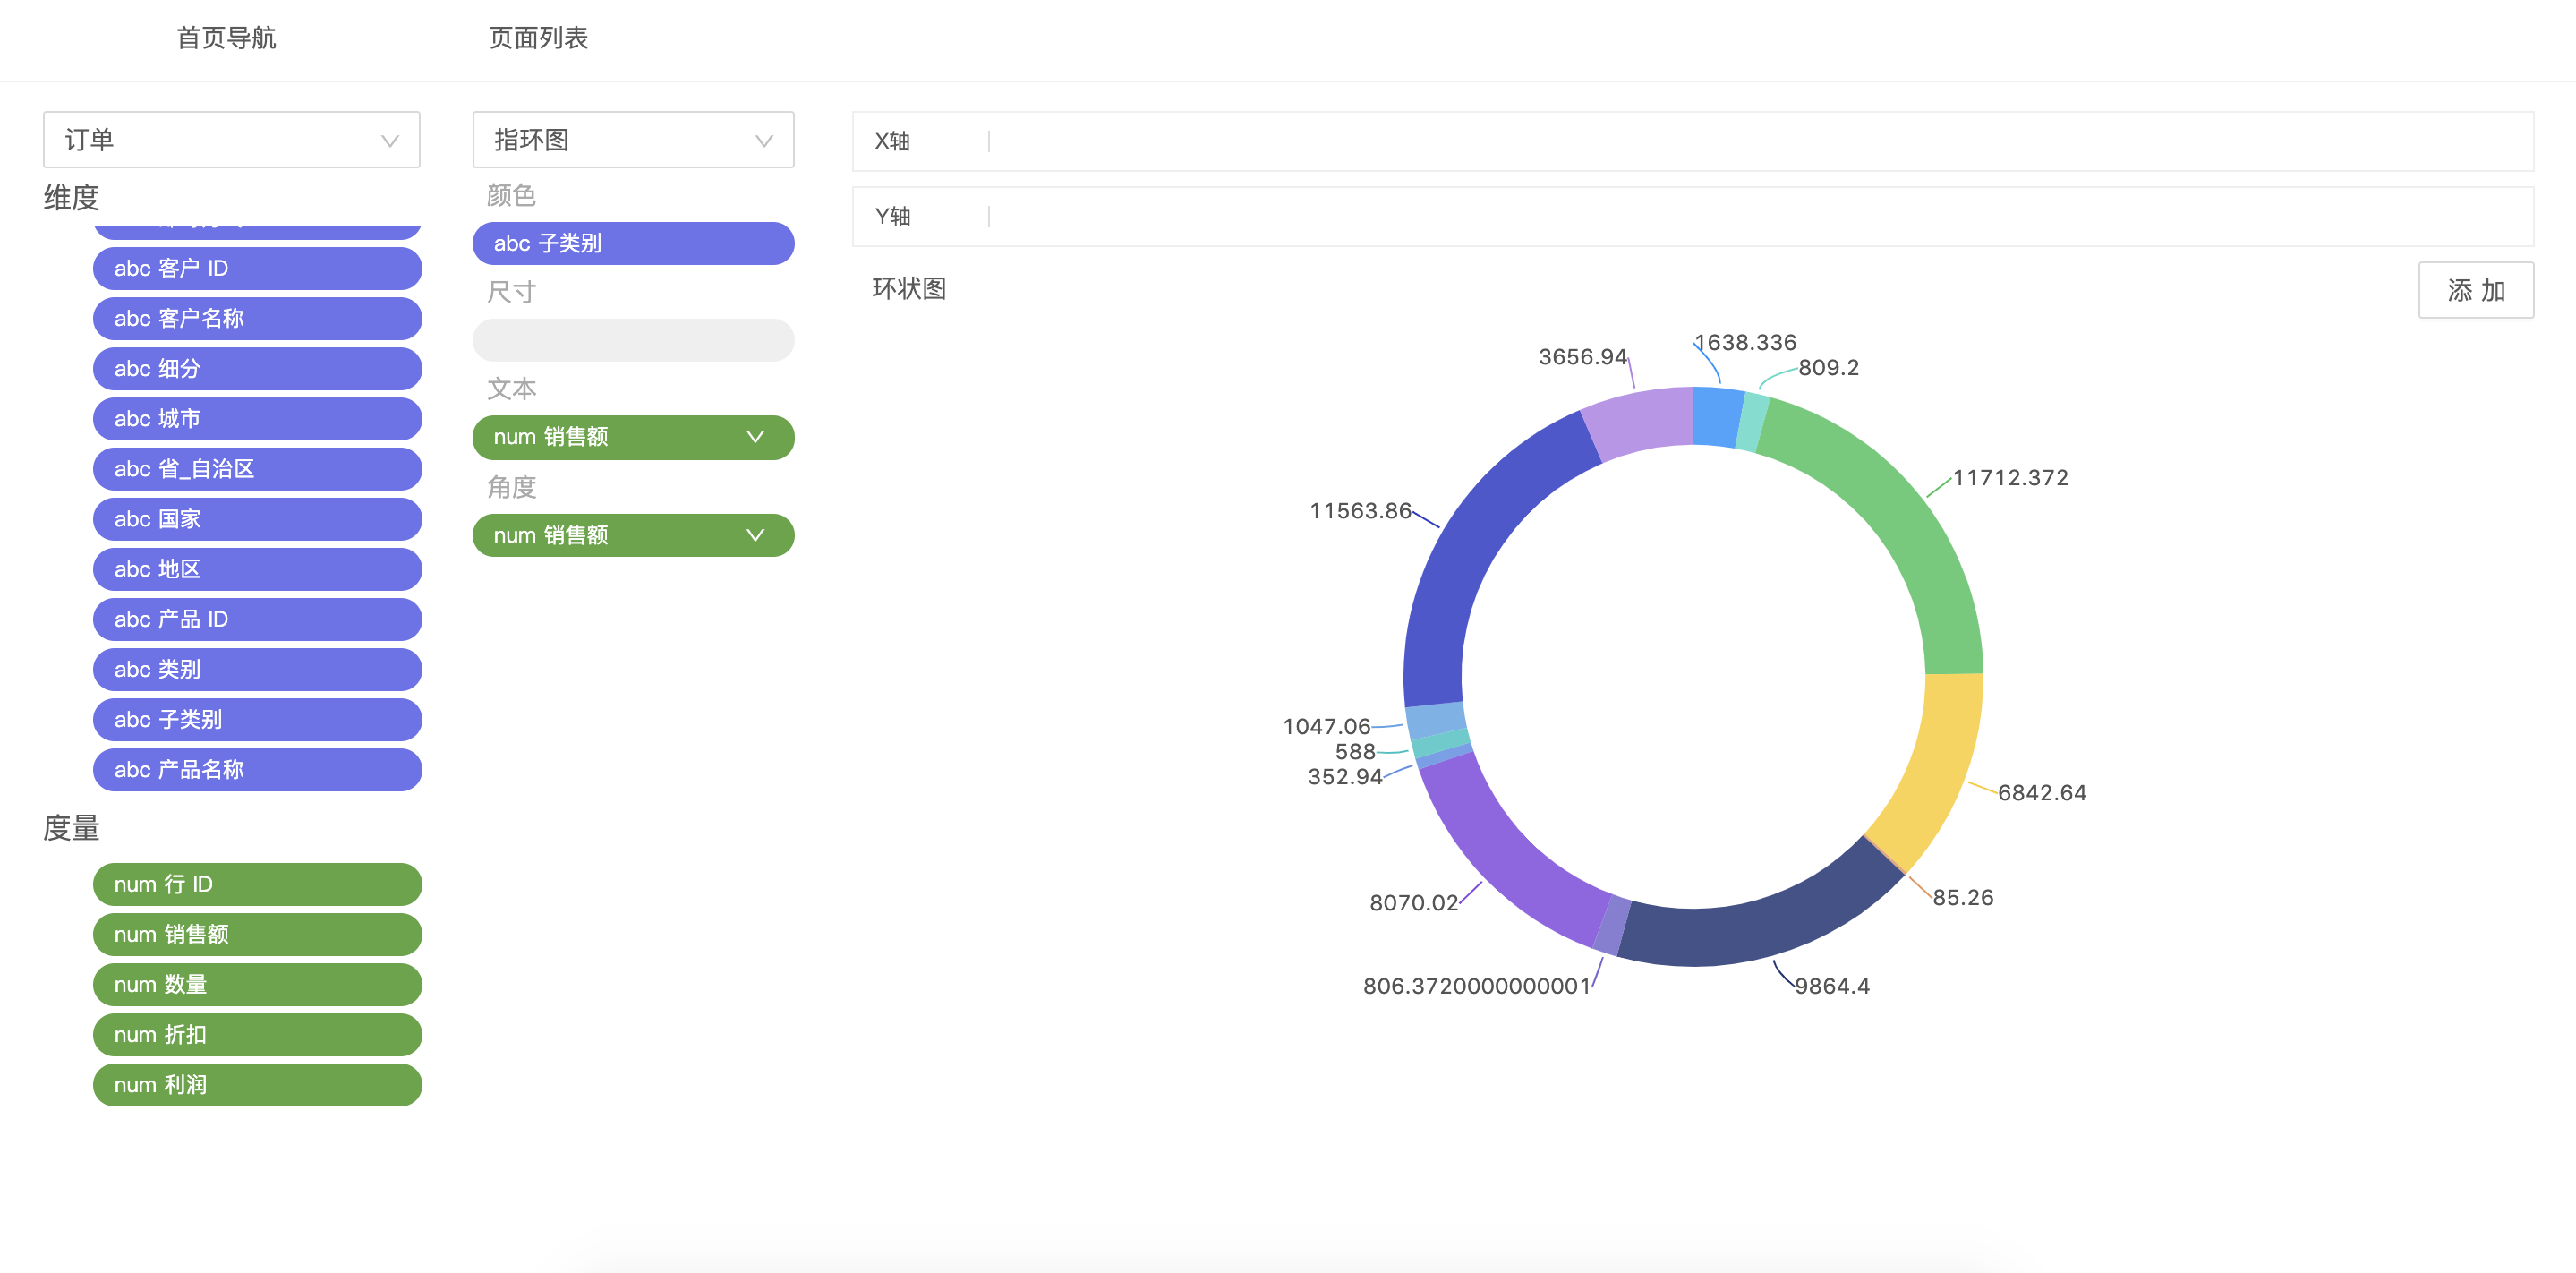 首页导航
页面列表
订单
维度
abc 客户 ID
abc 客户名称
abc 细分
abc 城市
abc 省_自治区
abc 国家
abc 地区
abc 产品 ID
abc 类别
abc 子类别
abc 产品名称
度量
num 行 ID
num 销售额
num 数量
num 折扣
num 利润
指环图
颜色
abc 子类别
尺寸
文本
num 销售额
角度
num 销售额
X轴
Y轴
环状图
添 加
1638.336
809.2
11712.372
6842.64
85.26
9864.4
806.3720000000001
8070.02
352.94
588
1047.06
11563.86
3656.94